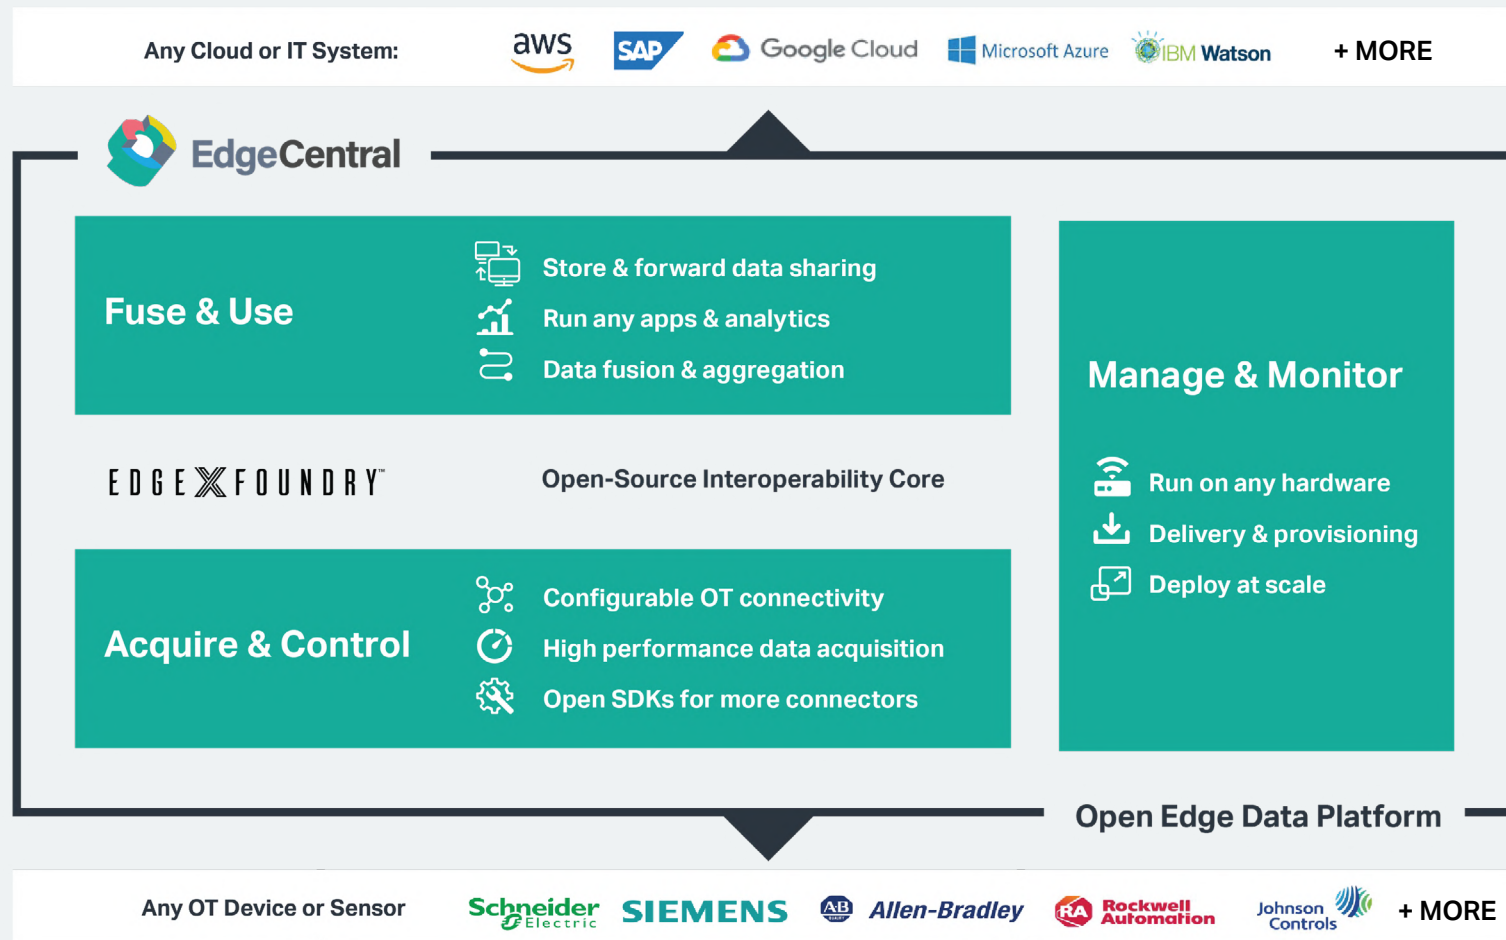 Any Cloud or IT System:
aws
SAP
Google Cloud
Microsoft Azure
IBM Watson
+ MORE
EdgeCentral
Fuse & Use
Store & forward data sharing
Run any apps & analytics
Data fusion & aggregation
EDGEXFOUNDRY™
Open-Source Interoperability Core
Acquire & Control
Configurable OT connectivity
High performance data acquisition
Open SDKs for more connectors
Manage & Monitor
Run on any hardware
Delivery & provisioning
Deploy at scale
Open Edge Data Platform
Any OT Device or Sensor
Schneider
Electric
SIEMENS
AB
QUALITY
Allen-Bradley
RA
Rockwell
Automation
Johnson
Controls
+ MORE